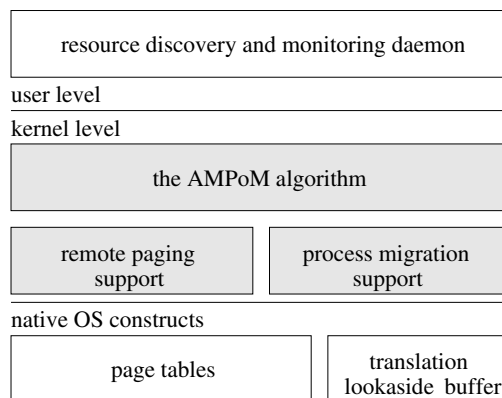 resource discovery and monitoring daemon
user level
kernel level
the AMPoM algorithm
remote paging
support
process migration
support
native OS constructs
page tables
translation
lookaside buffer